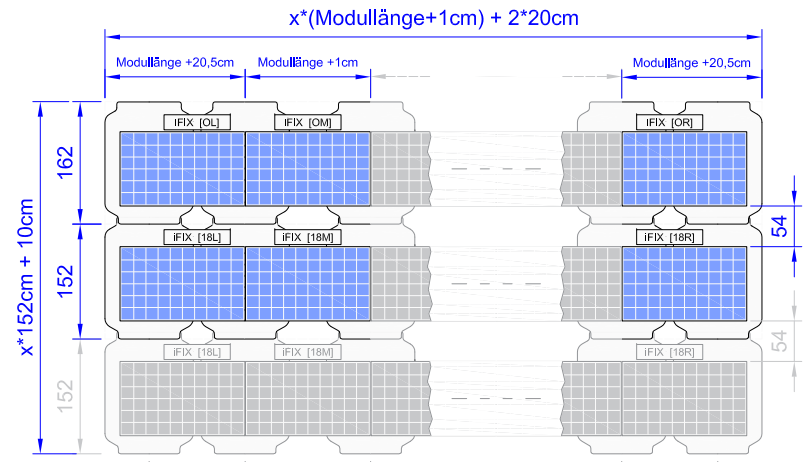 x*(Modullänge+1cm) + 2*20cm
Modullänge +20,5cm
Modullänge +1cm
Modullänge +20,5cm
iFIX [OL]
iFIX [OM]
iFIX [OR]
162
54
x*152cm + 10cm
iFIX [18L]
iFIX [18M]
iFIX [18R]
152
54
iFIX [18L]
iFIX [18M]
iFIX [18R]
152